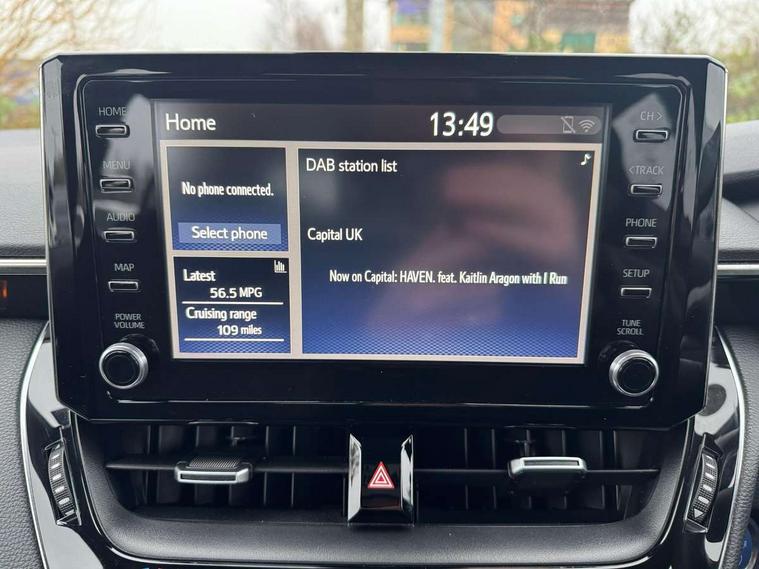 Home
13:49
No phone connected.
Select phone
Latest
56.5 MPG
Cruising range
109 miles
DAB station list
Capital UK
Now on Capital: HAVEN. feat. Kaitlin Aragon with I Run
HOME
MENU
AUDIO
MAP
POWER
VOLUME
CH >
< TRACK
PHONE
SETUP
TUNE
SCROLL